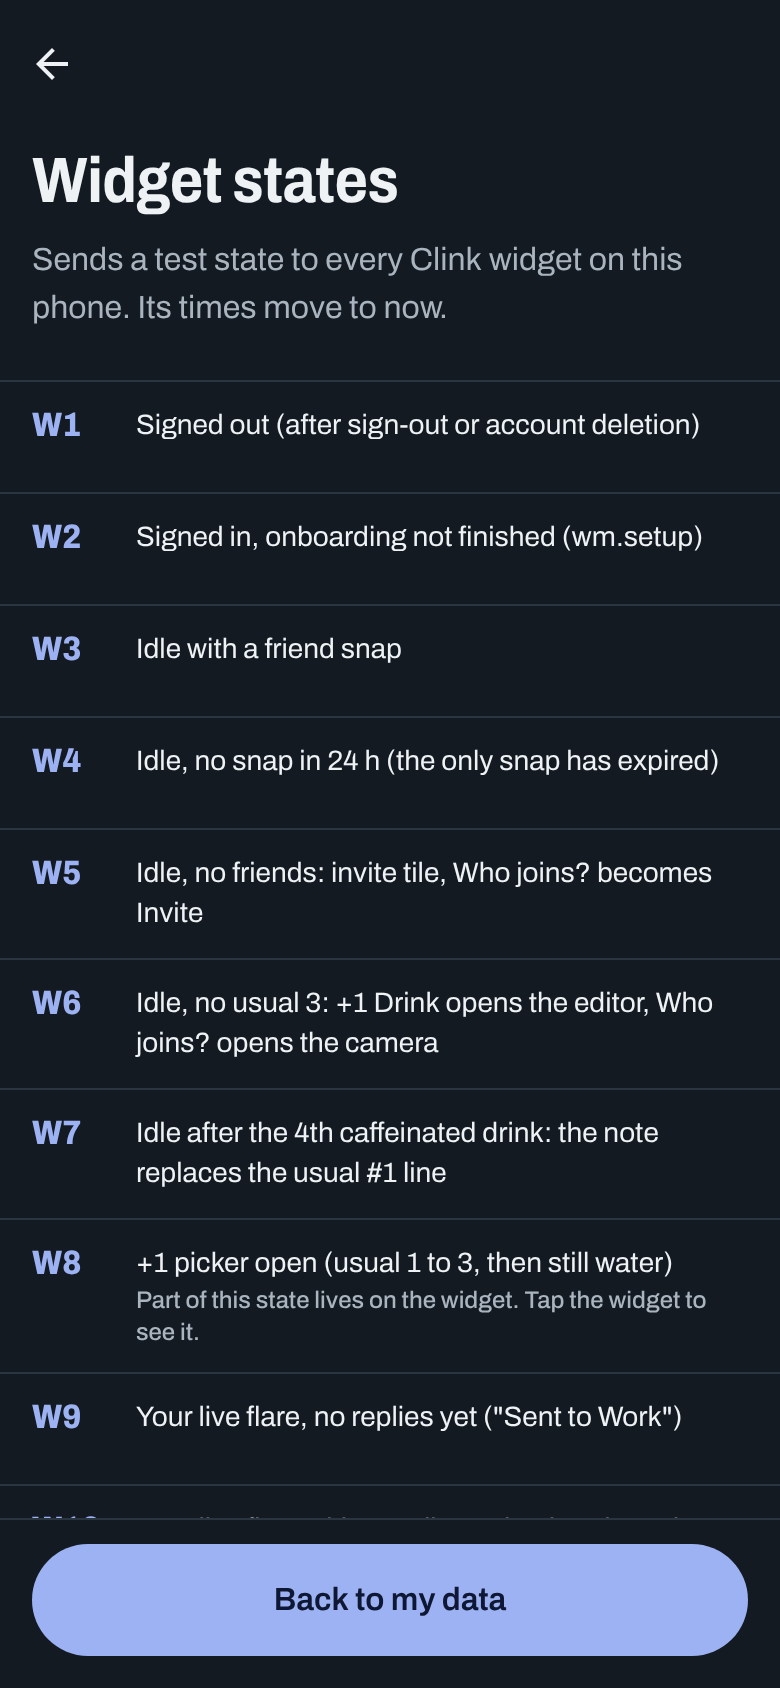 Widget states
Sends a test state to every Clink widget on this
phone. Its times move to now.
W1
Signed out (after sign-out or account deletion)
W2
Signed in, onboarding not finished (wm.setup)
W3
Idle with a friend snap
W4
Idle, no snap in 24 h (the only snap has expired)
W5
Idle, no friends: invite tile, Who joins? becomes
Invite
W6
Idle, no usual 3: +1 Drink opens the editor, Who
joins? opens the camera
W7
Idle after the 4th caffeinated drink: the note
replaces the usual #1 line
W8
+1 picker open (usual 1 to 3, then still water)
Part of this state lives on the widget. Tap the widget to
see it.
W9
Your live flare, no replies yet ("Sent to Work")
Back to my data